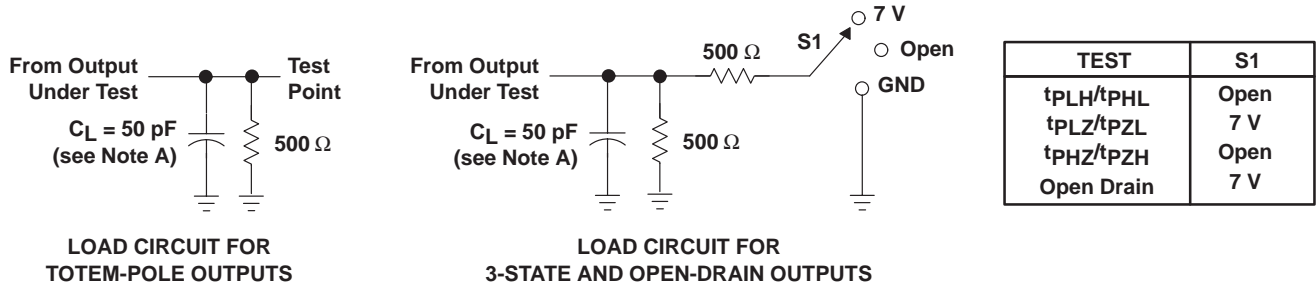 From Output
Under Test
Test
Point
CL = 50 pF
(see Note A)
500 Ω
LOAD CIRCUIT FOR
TOTEM-POLE OUTPUTS
From Output
Under Test
CL = 50 pF
(see Note A)
500 Ω
500 Ω
S1
7 V
Open
GND
LOAD CIRCUIT FOR
3-STATE AND OPEN-DRAIN OUTPUTS
TEST S1
tPLH/tPHL Open
tPLZ/tPZL 7 V
tPHZ/tPZH Open
Open Drain 7 V